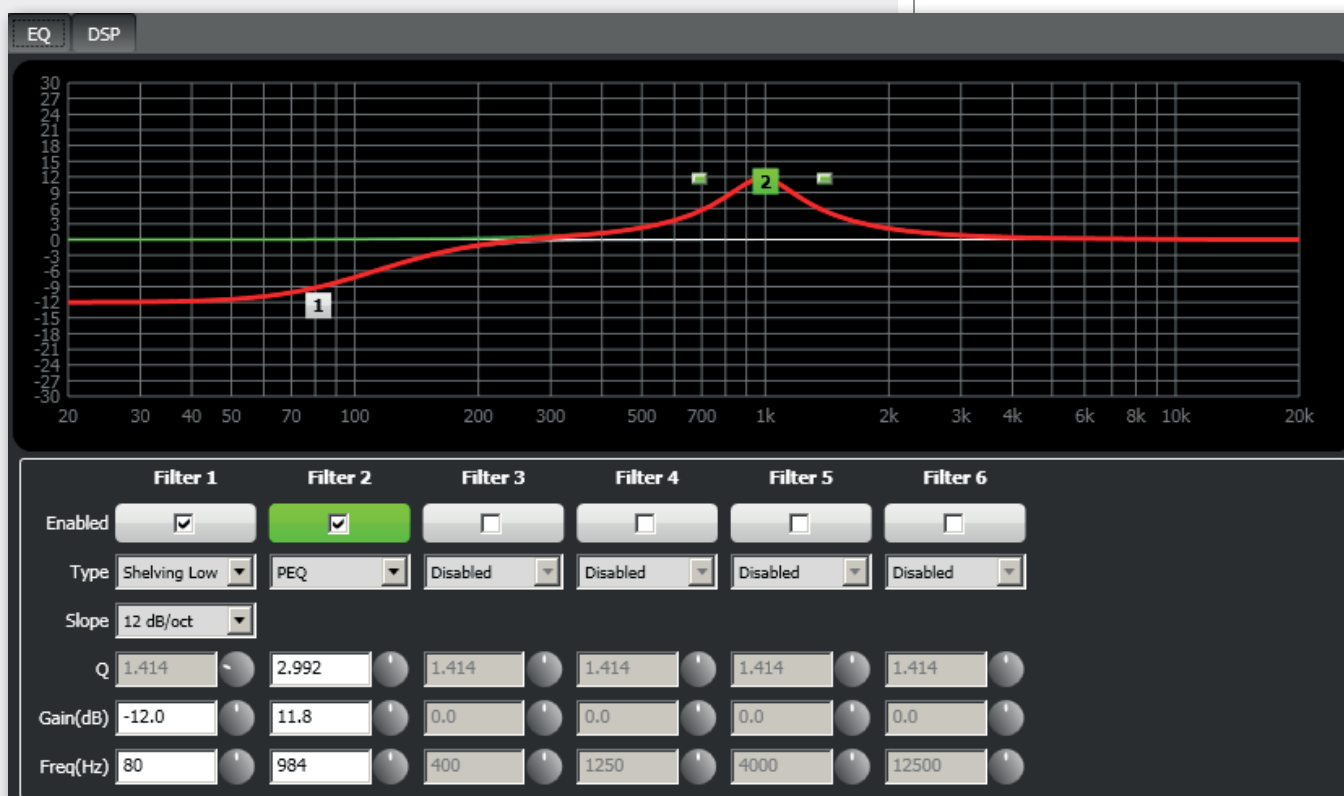 EQ DSP
30
27
24
21
18
15
12
9
6
3
0
-3
-6
-9
-12
-15
-18
-21
-24
-27
-30
2
1
20 30 40 50 70 100 200 300 500 700 1k 2k 3k 4k 6k 8k 10k 20k
Filter 1 Filter 2 Filter 3 Filter 4 Filter 5 Filter 6
Enabled
Type Shelving Low PEQ Disabled Disabled Disabled Disabled
Slope 12 dB/oct
Q 1.414 2.992 1.414 1.414 1.414 1.414
Gain(dB) -12.0 11.8 0.0 0.0 0.0 0.0
Freq(Hz) 80 984 400 1250 4000 12500